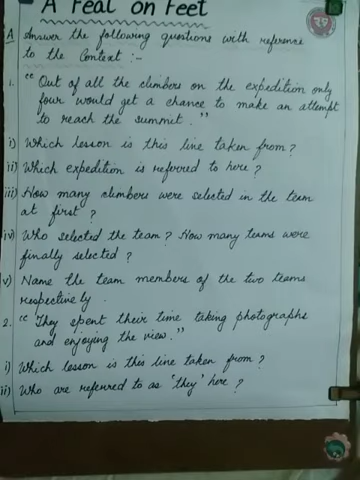 A Feat on Feet
A Answer the following questions with reference
to the Context :-
1. "Out of all the climbers on the expedition only
four would get a chance to make an attempt
to reach the summit."
i) Which lesson is this line taken from?
ii) Which expedition is referred to here?
iii) How many climbers were selected in the team
at first?
iv) Who selected the team? How many teams were
finally selected?
v) Name the team members of the two teams
respectively.
2. "They spent their time taking photographs
and enjoying the view."
i) Which lesson is this line taken from?
ii) Who are referred to as 'they' here?